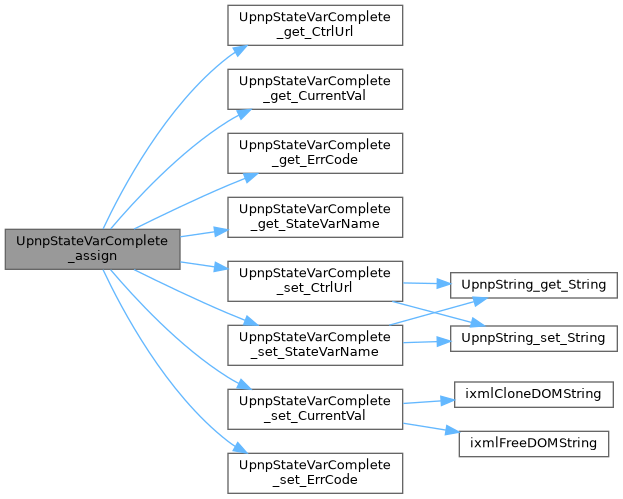 UpnpStateVarComplete
_assign
UpnpStateVarComplete
_get_CtrlUrl
UpnpStateVarComplete
_get_CurrentVal
UpnpStateVarComplete
_get_ErrCode
UpnpStateVarComplete
_get_StateVarName
UpnpStateVarComplete
_set_CtrlUrl
UpnpStateVarComplete
_set_StateVarName
UpnpStateVarComplete
_set_CurrentVal
UpnpStateVarComplete
_set_ErrCode
UpnpString_get_String
UpnpString_set_String
ixmlCloneDOMString
ixmlFreeDOMString